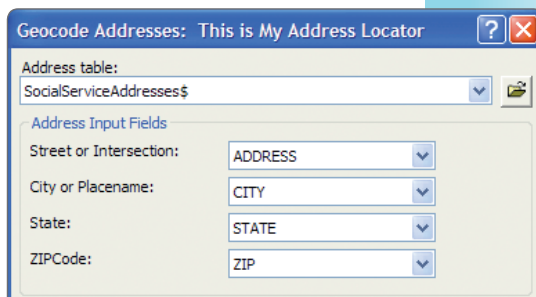 Geocode Addresses: This is My Address Locator
Address table:
SocialServiceAddresses$
Address Input Fields
Street or Intersection: ADDRESS
City or Placename: CITY
State: STATE
ZIPCode: ZIP